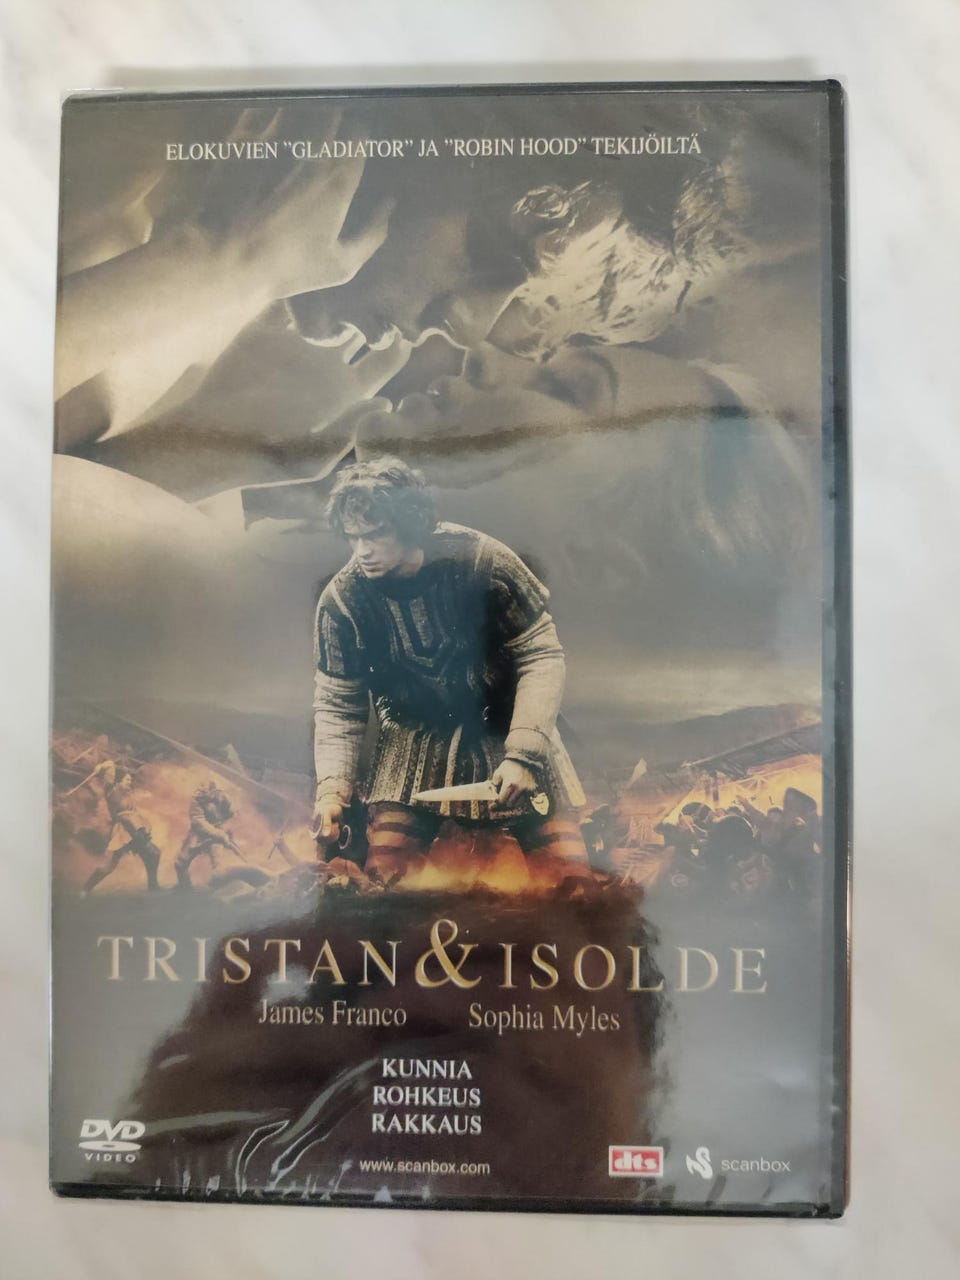 ELOKUVIEN "GLADIATOR" JA "ROBIN HOOD" TEKIJÖILTÄ
TRISTAN & ISOLDE
James Franco Sophia Myles
KUNNIA
ROHKEUS
RAKKAUS
DVD
VIDEO
www.scanbox.com
dts
scanbox